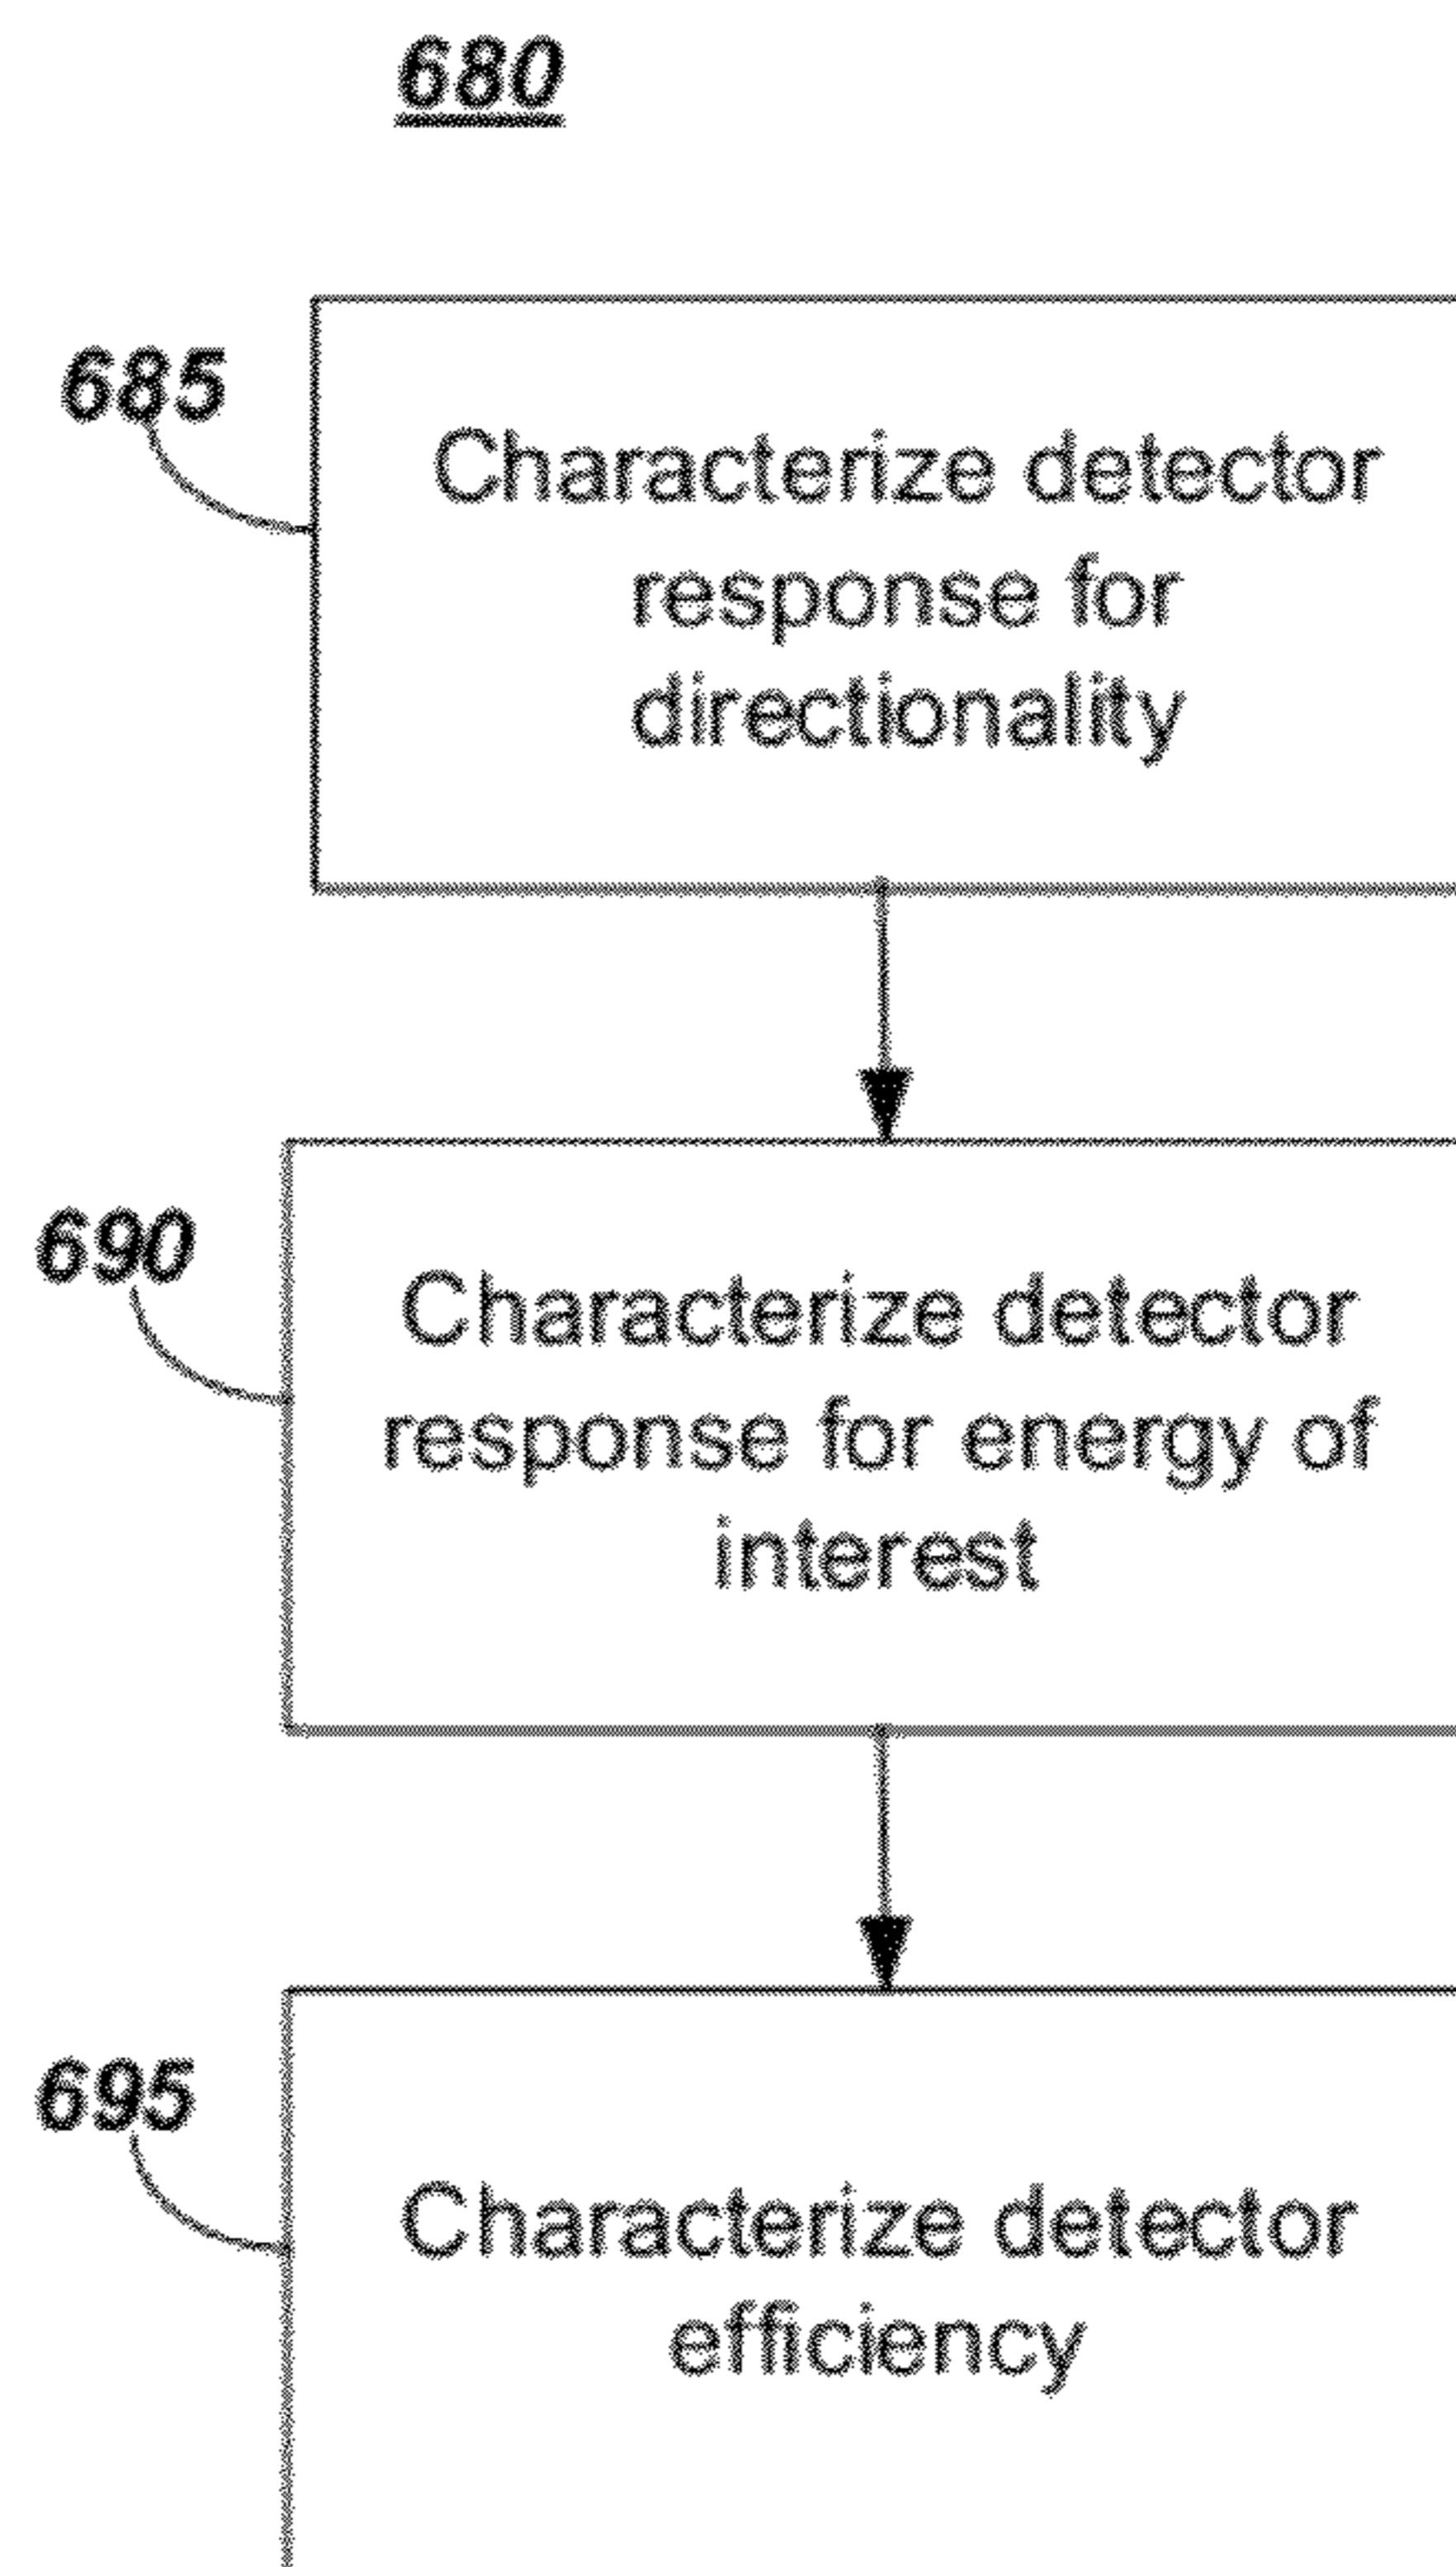 680
685
Characterize detector
response for
directionality
690
Characterize detector
response for energy of
interest
695
Characterize detector
efficiency